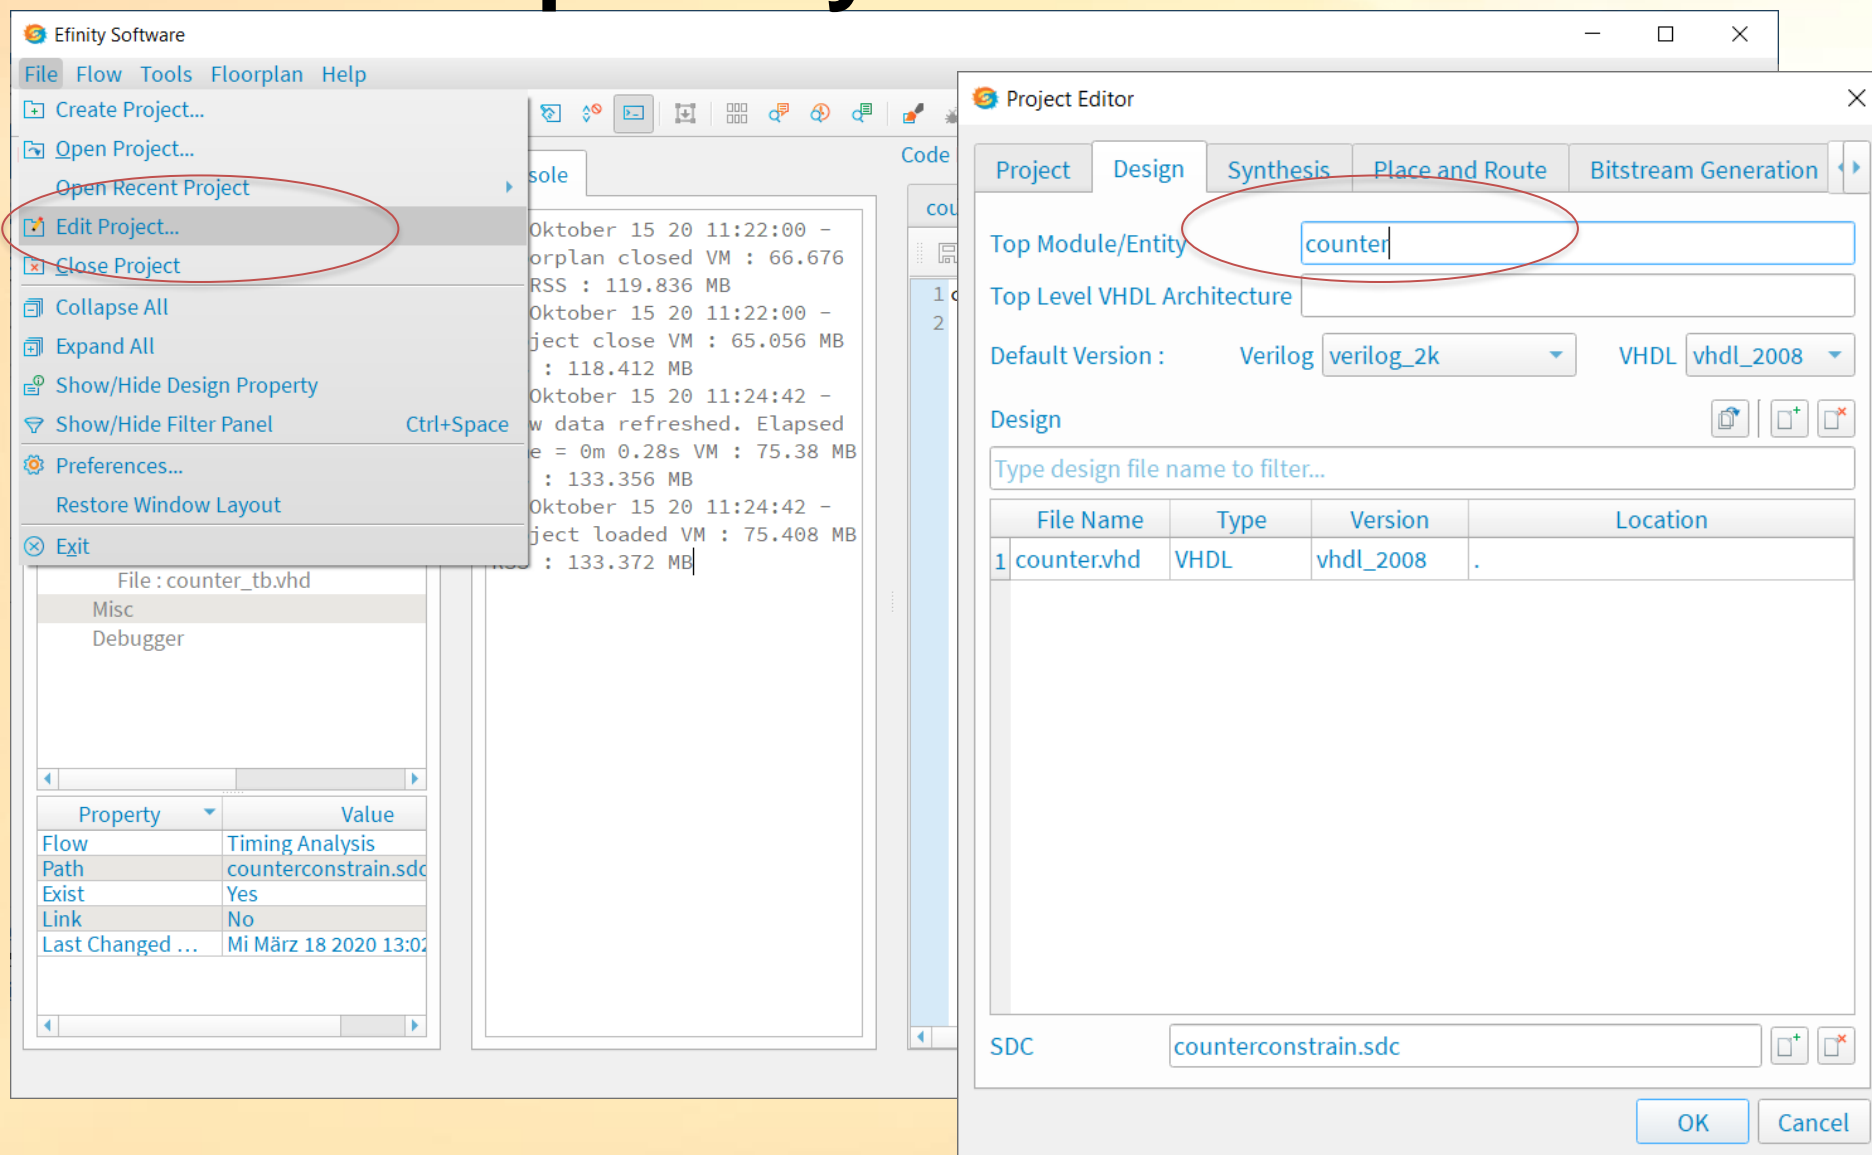 Efinity Software
File Flow Tools Floorplan Help
Create Project...
Open Project...
Open Recent Project
Edit Project...
Close Project
Collapse All
Expand All
Show/Hide Design Property
Show/Hide Filter Panel Ctrl+Space
Preferences...
Restore Window Layout
Exit
File : counter_tb.vhd
Misc
Debugger
Property Value
Flow Timing Analysis
Path counterconstrain.sdc
Exist Yes
Link No
Last Changed ... Mi März 18 2020 13:02
sole
Oktober 15 20 11:22:00 -
orplan closed VM : 66.676
RSS : 119.836 MB
Oktober 15 20 11:22:00 -
ject close VM : 65.056 MB
: 118.412 MB
Oktober 15 20 11:24:42 -
w data refreshed. Elapsed
e = 0m 0.28s VM : 75.38 MB
: 133.356 MB
Oktober 15 20 11:24:42 -
ject loaded VM : 75.408 MB
RSS : 133.372 MB
Code
cou
1 c
2
Project Editor
Project Design Synthesis Place and Route Bitstream Generation
Top Module/Entity counter
Top Level VHDL Architecture
Default Version : Verilog verilog_2k VHDL vhdl_2008
Design
Type design file name to filter...
File Name Type Version Location
1 counter.vhd VHDL vhdl_2008 .
SDC counterconstrain.sdc
OK Cancel